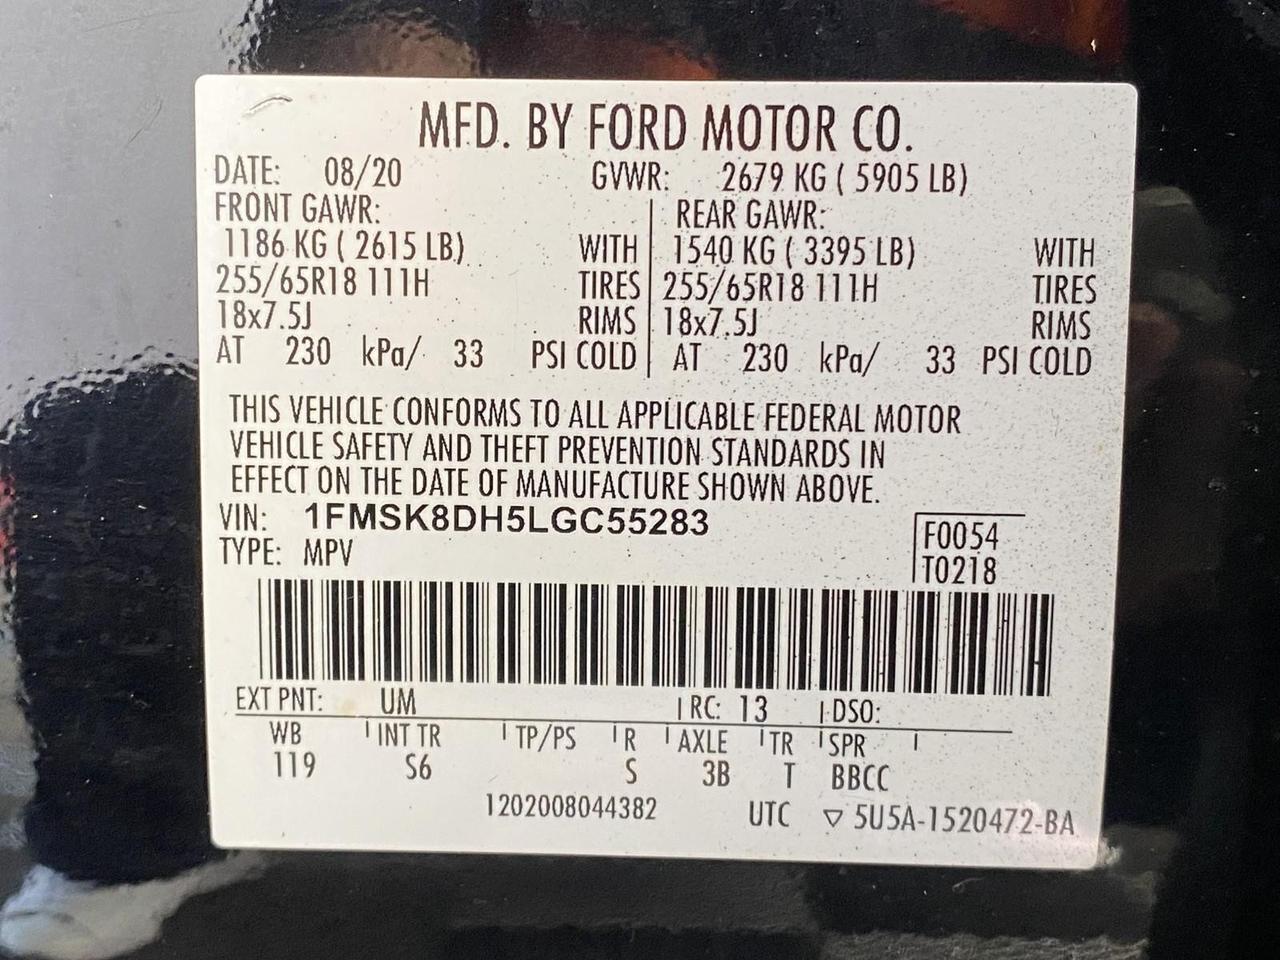 MFD. BY FORD MOTOR CO.
DATE: 08/20 GVWR: 2679 KG ( 5905 LB)
FRONT GAWR: REAR GAWR:
1186 KG ( 2615 LB) WITH 1540 KG ( 3395 LB) WITH
255/65R18 111H TIRES 255/65R18 111H TIRES
18x7.5J RIMS 18x7.5J RIMS
AT 230 kPa/ 33 PSI COLD AT 230 kPa/ 33 PSI COLD
THIS VEHICLE CONFORMS TO ALL APPLICABLE FEDERAL MOTOR
VEHICLE SAFETY AND THEFT PREVENTION STANDARDS IN
EFFECT ON THE DATE OF MANUFACTURE SHOWN ABOVE.
VIN: 1FMSK8DH5LGC55283 F0054
TYPE: MPV T0218
EXT PNT: UM RC: 13 DSO:
WB INT TR TP/PS R AXLE TR SPR
119 S6 S 3B T BBCC
1202008044382 UTC ▽ 5U5A-1520472-BA